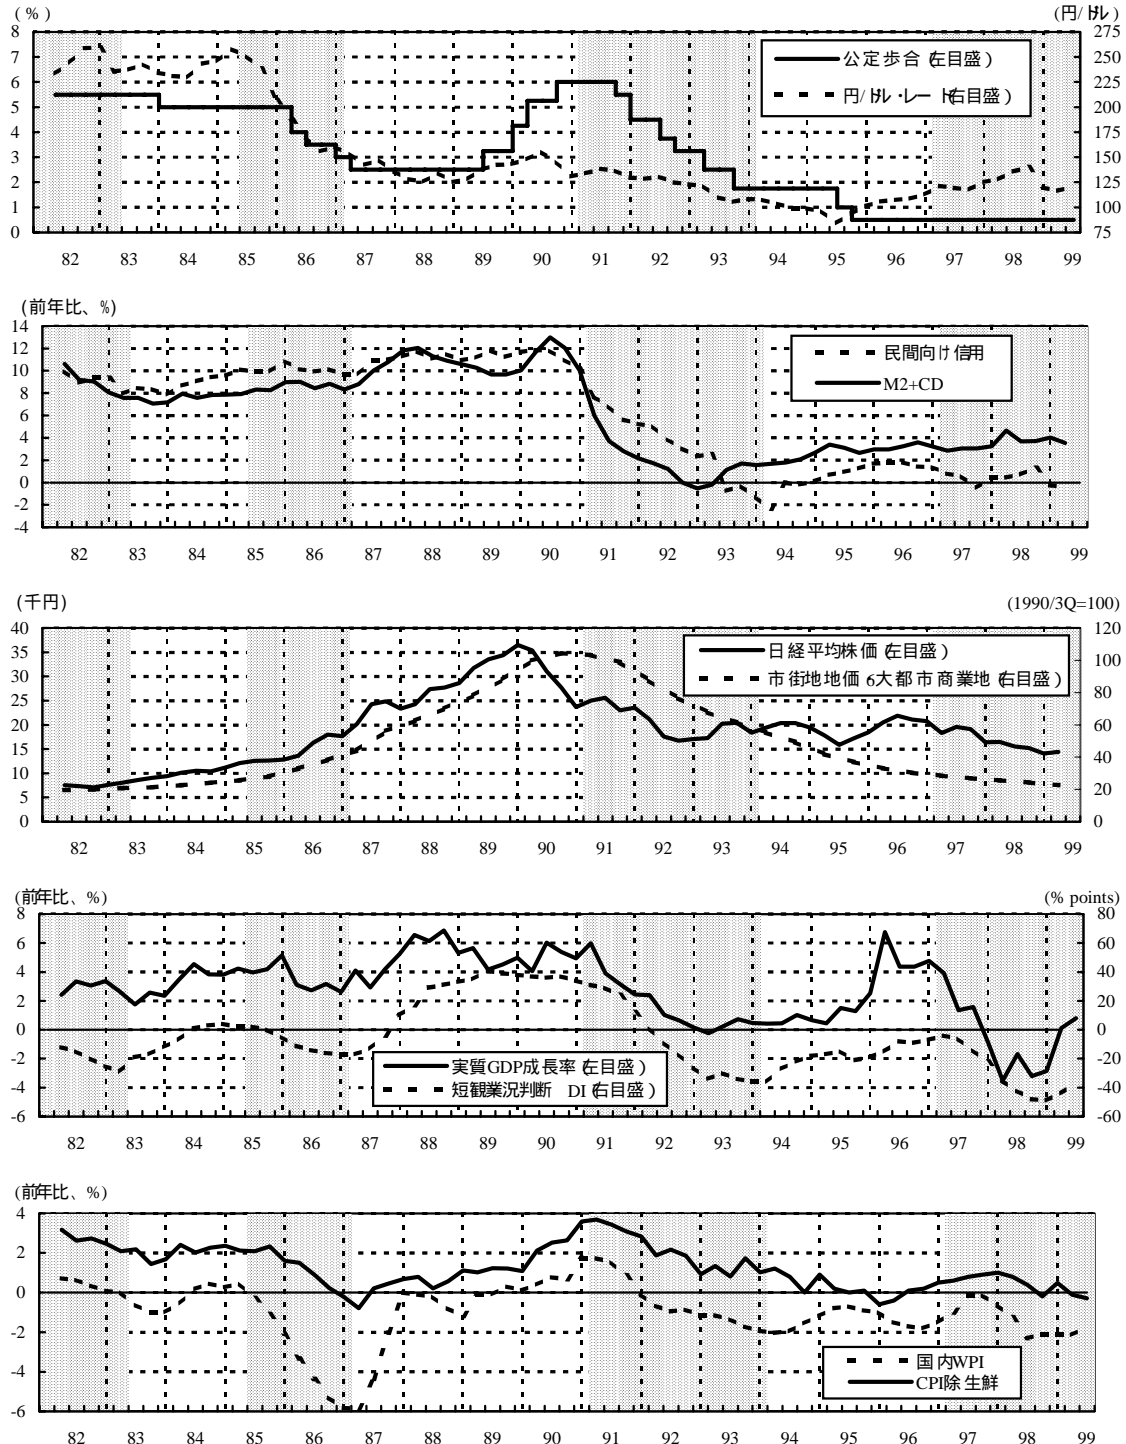 (%) (円/ドル)
8 275
7 250
6 225
5 200
4 175
3 150
2 125
1 100
0 75
公定歩合(左目盛)
円/ドル・レート(右目盛)
82 83 84 85 86 87 88 89 90 91 92 93 94 95 96 97 98 99
(前年比、%)
14
12
10
8
6
4
2
0
-2
-4
民間向け信用
M2+CD
82 83 84 85 86 87 88 89 90 91 92 93 94 95 96 97 98 99
(千円) (1990/3Q=100)
40 120
35 100
30 80
25
20 60
15 40
10
5 20
0 0
日経平均株価(左目盛)
市街地地価6大都市商業地(右目盛)
82 83 84 85 86 87 88 89 90 91 92 93 94 95 96 97 98 99
(前年比、%) (% points)
8 80
6 60
4 40
2 20
0 0
-2 -20
-4 -40
-6 -60
実質GDP成長率(左目盛)
短観業況判断 DI(右目盛)
82 83 84 85 86 87 88 89 90 91 92 93 94 95 96 97 98 99
(前年比、%)
4
2
0
-2
-4
-6
国内WPI
CPI除生鮮
82 83 84 85 86 87 88 89 90 91 92 93 94 95 96 97 98 99